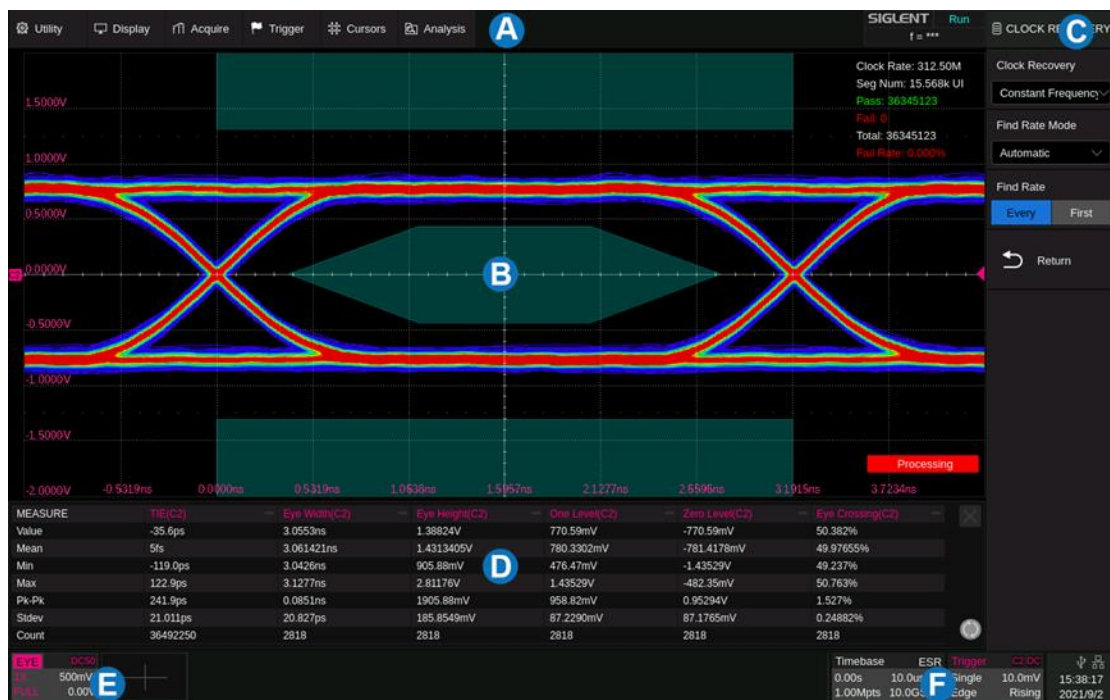 Utility Display Acquire Trigger Cursors Analysis A SIGLENT Run
f = ***
CLOCK RECOVERY C
Clock Rate: 312.50M
Seg Num: 15.568k UI
Pass: 36345123
Fail: 0
Total: 36345123
Fail Rate: 0.000%
Clock Recovery
Constant Frequency
Find Rate Mode
Automatic
Find Rate
Every First
Return
1.5000V
1.0000V
0.5000V
0.0000V
B
-0.5000V
-1.0000V
-1.5000V
Processing
-2.0000V -0.5319ns 0.0000ns 0.5319ns 1.0638ns 1.5957ns 2.1277ns 2.6596ns 3.1915ns 3.7234ns
MEASURE TIE(C2) Eye Width(C2) Eye Height(C2) One Level(C2) Zero Level(C2) Eye Crossing(C2)
Value -35.6ps 3.0553ns 1.38824V 770.59mV -770.59mV 50.382%
Mean 5fs 3.061421ns 1.4313405V 780.3302mV -781.4178mV 49.97655%
Min -119.0ps 3.0426ns 905.88mV 476.47mV -1.43529V 49.237%
D
Max 122.9ps 3.1277ns 2.81176V 1.43529V -482.35mV 50.763%
Pk-Pk 241.9ps 0.0851ns 1905.88mV 958.82mV 0.95294V 1.527%
Stdev 21.011ps 20.827ps 185.8549mV 87.2290mV 87.1765mV 0.24882%
Count 36492250 2818 2818 2818 2818 2818
EYE DC50
1X 500mV
FULL 0.00V
E
Timebase ESR
0.00s
1.00Mpts
F
Trigger C2 DC
Single 10.0mV
Edge Rising
15:38:17